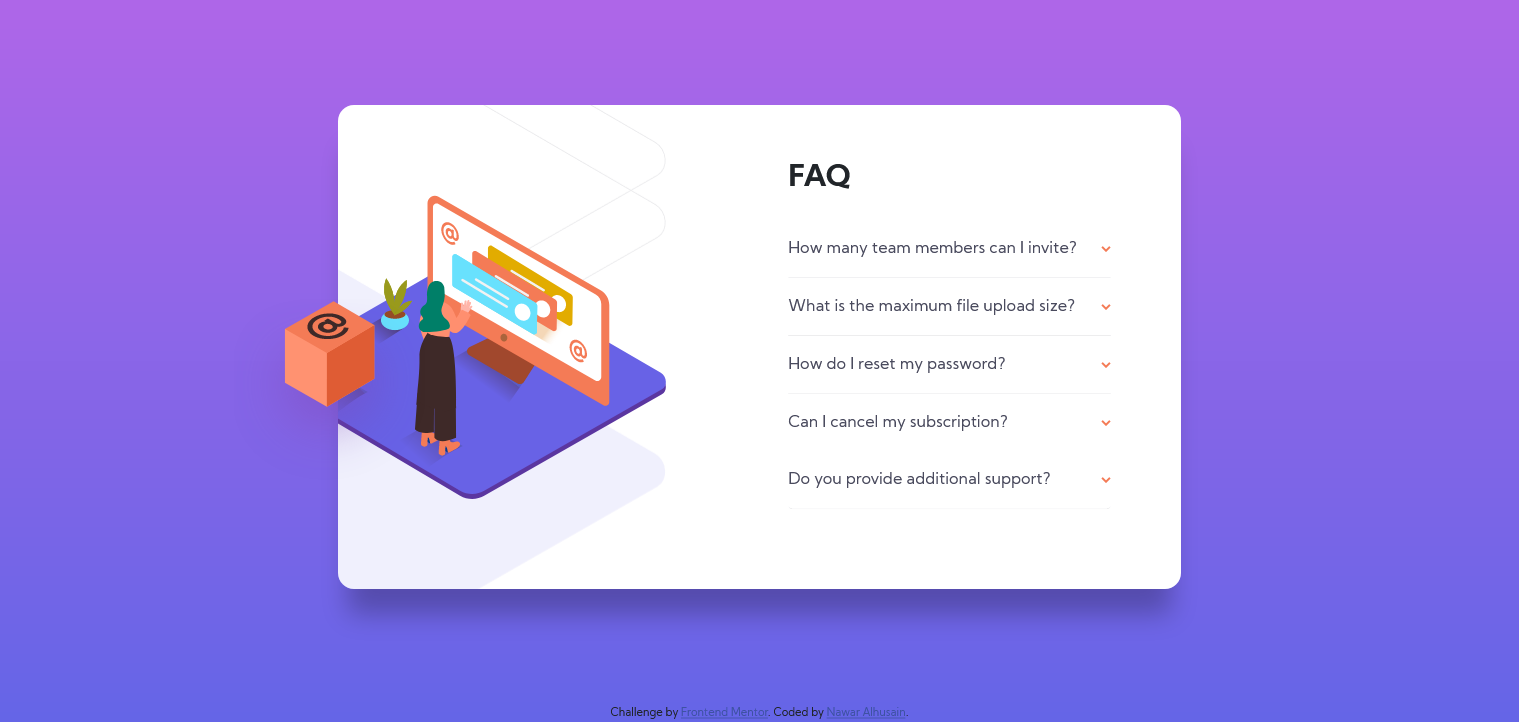 FAQ
How many team members can I invite?
What is the maximum file upload size?
How do I reset my password?
Can I cancel my subscription?
Do you provide additional support?
@
@
@
Challenge by Frontend Mentor. Coded by Nawar Alhusain.